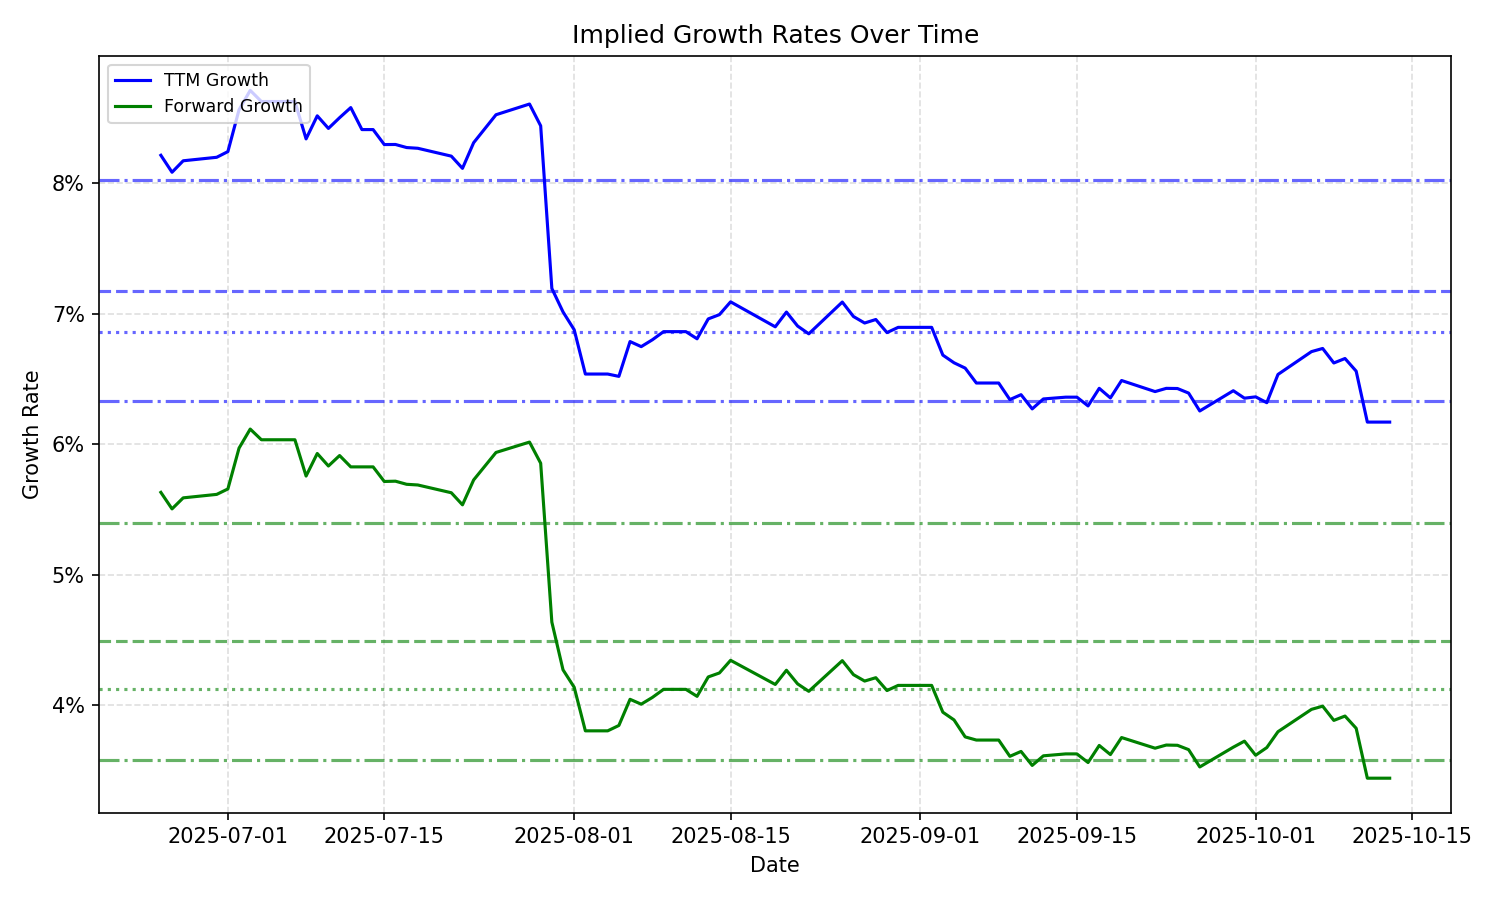 Implied Growth Rates Over Time
TTM Growth
Forward Growth
8%
7%
6%
5%
4%
Growth Rate
2025-07-01
2025-07-15
2025-08-01
2025-08-15
2025-09-01
2025-09-15
2025-10-01
2025-10-15
Date